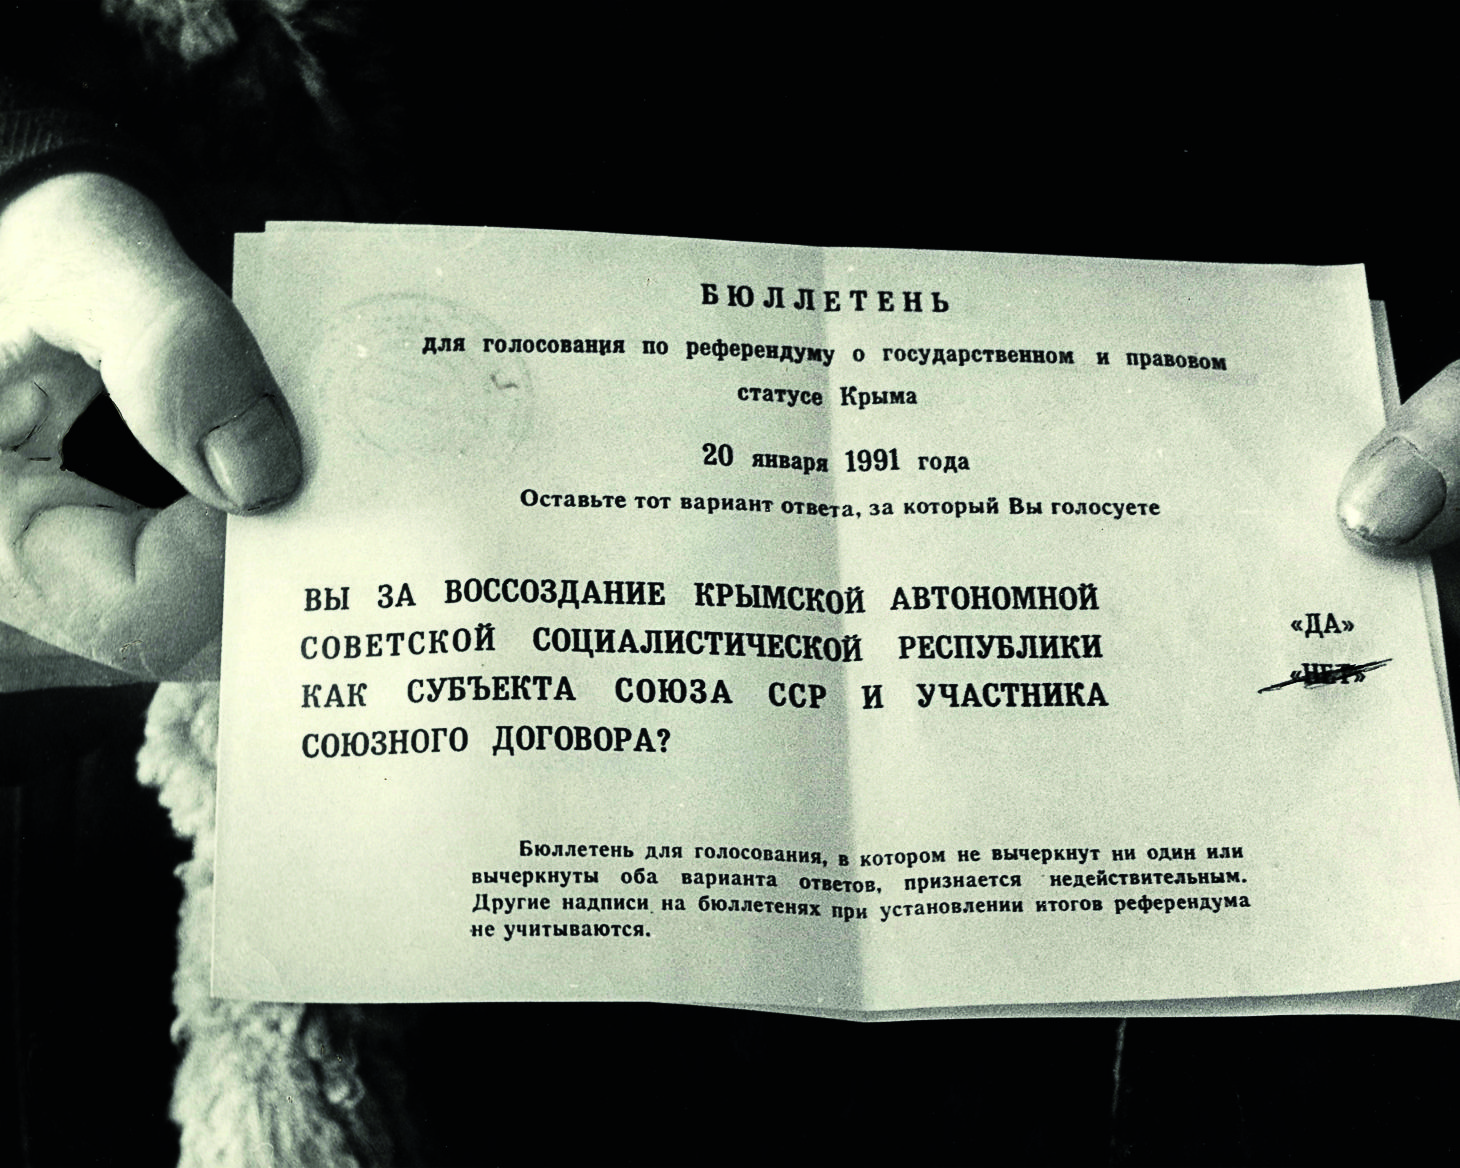 БЮЛЛЕТЕНЬ
для голосования по референдуму о государственном и правовом
статусе Крыма
20 января 1991 года
Оставьте тот вариант ответа, за который Вы голосуете
ВЫ ЗА ВОССОЗДАНИЕ КРЫМСКОЙ АВТОНОМНОЙ
СОВЕТСКОЙ СОЦИАЛИСТИЧЕСКОЙ РЕСПУБЛИКИ
КАК СУБЪЕКТА СОЮЗА ССР И УЧАСТНИКА
СОЮЗНОГО ДОГОВОРА?
«ДА»
«НЕТ»
Бюллетень для голосования, в котором не вычеркнут ни один или
вычеркнуты оба варианта ответов, признается недействительным.
Другие надписи на бюллетенях при установлении итогов референдума
не учитываются.